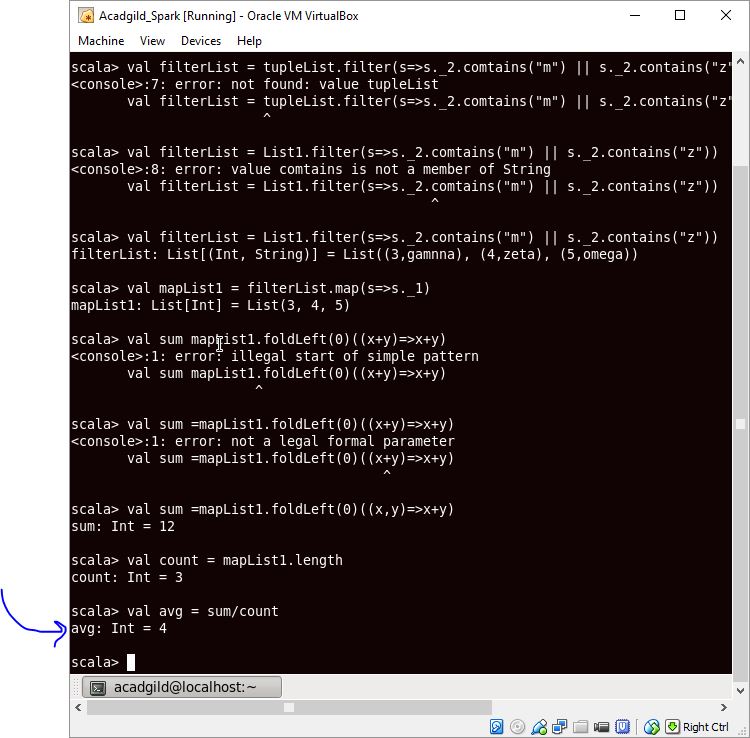 Acadgild_Spark [Running] - Oracle VM VirtualBox
Machine View Devices Help
scala> val filterList = tupleList.filter(s=>s._2.comtains("m") || s._2.contains("z"
<console>:7: error: not found: value tupleList
val filterList = tupleList.filter(s=>s._2.comtains("m") || s._2.contains("z"
^
scala> val filterList = List1.filter(s=>s._2.comtains("m") || s._2.contains("z"))
<console>:8: error: value comtains is not a member of String
val filterList = List1.filter(s=>s._2.comtains("m") || s._2.contains("z"))
^
scala> val filterList = List1.filter(s=>s._2.contains("m") || s._2.contains("z"))
filterList: List[(Int, String)] = List((3,gamnna), (4,zeta), (5,omega))
scala> val mapList1 = filterList.map(s=>s._1)
mapList1: List[Int] = List(3, 4, 5)
scala> val sum mapList1.foldLeft(0)((x+y)=>x+y)
<console>:1: error: illegal start of simple pattern
val sum mapList1.foldLeft(0)((x+y)=>x+y)
^
scala> val sum =mapList1.foldLeft(0)((x+y)=>x+y)
<console>:1: error: not a legal formal parameter
val sum =mapList1.foldLeft(0)((x+y)=>x+y)
^
scala> val sum =mapList1.foldLeft(0)((x,y)=>x+y)
sum: Int = 12
scala> val count = mapList1.length
count: Int = 3
scala> val avg = sum/count
avg: Int = 4
scala>
acadgild@localhost:~
Right Ctrl